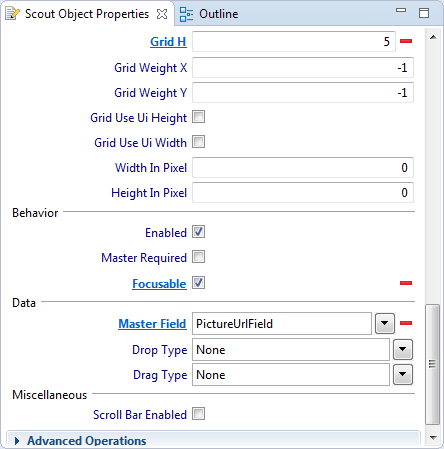 Scout Object Properties Outline
Grid H 5
Grid Weight X -1
Grid Weight Y -1
Grid Use Ui Height
Grid Use Ui Width
Width In Pixel 0
Height In Pixel 0
Behavior
Enabled
Master Required
Focusable
Data
Master Field PictureUrlField
Drop Type None
Drag Type None
Miscellaneous
Scroll Bar Enabled
Advanced Operations